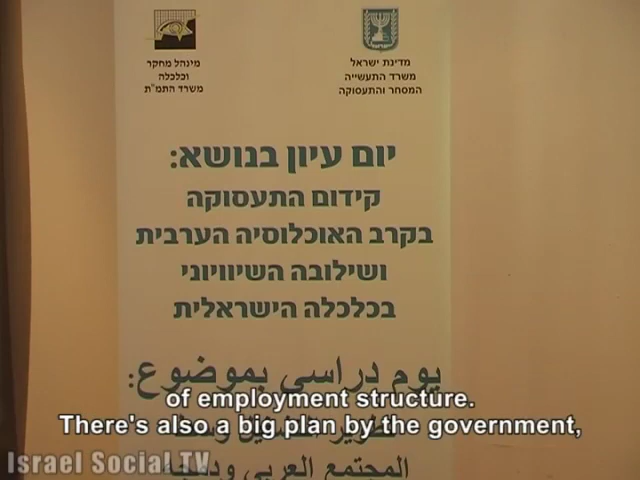 מדינת ישראל
משרד התעשייה
המסחר והתעסוקה
מינהל מחקר
וכלכלה
משרד התמ"ת
יום עיון בנושא:
קידום התעסוקה
בקרב האוכלוסיה הערבית
ושילובה השיוויוני
בכלכלה הישראלית
يوم دراسي بموضوع:
of employment structure.
There's also a big plan by the government,
المجتمع العربي ودمجه
Israel Social TV